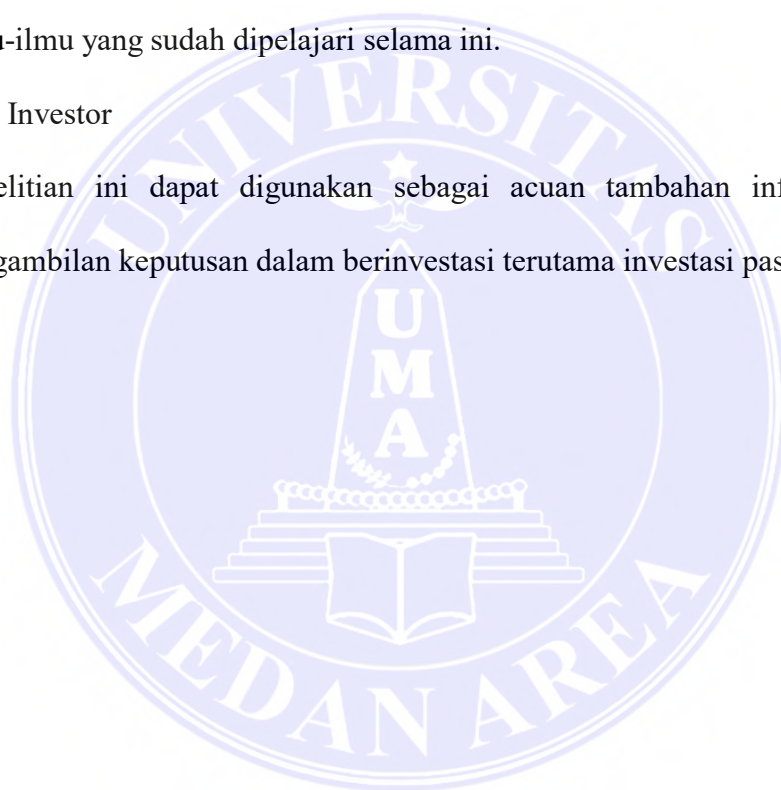 -ilmu yang sudah dipelajari selama ini.
Investor
elitian ini dapat digunakan sebagai acuan tambahan inf
gambilan keputusan dalam berinvestasi terutama investasi pas
UNIVERSITAS
U
M
A
MEDAN AREA